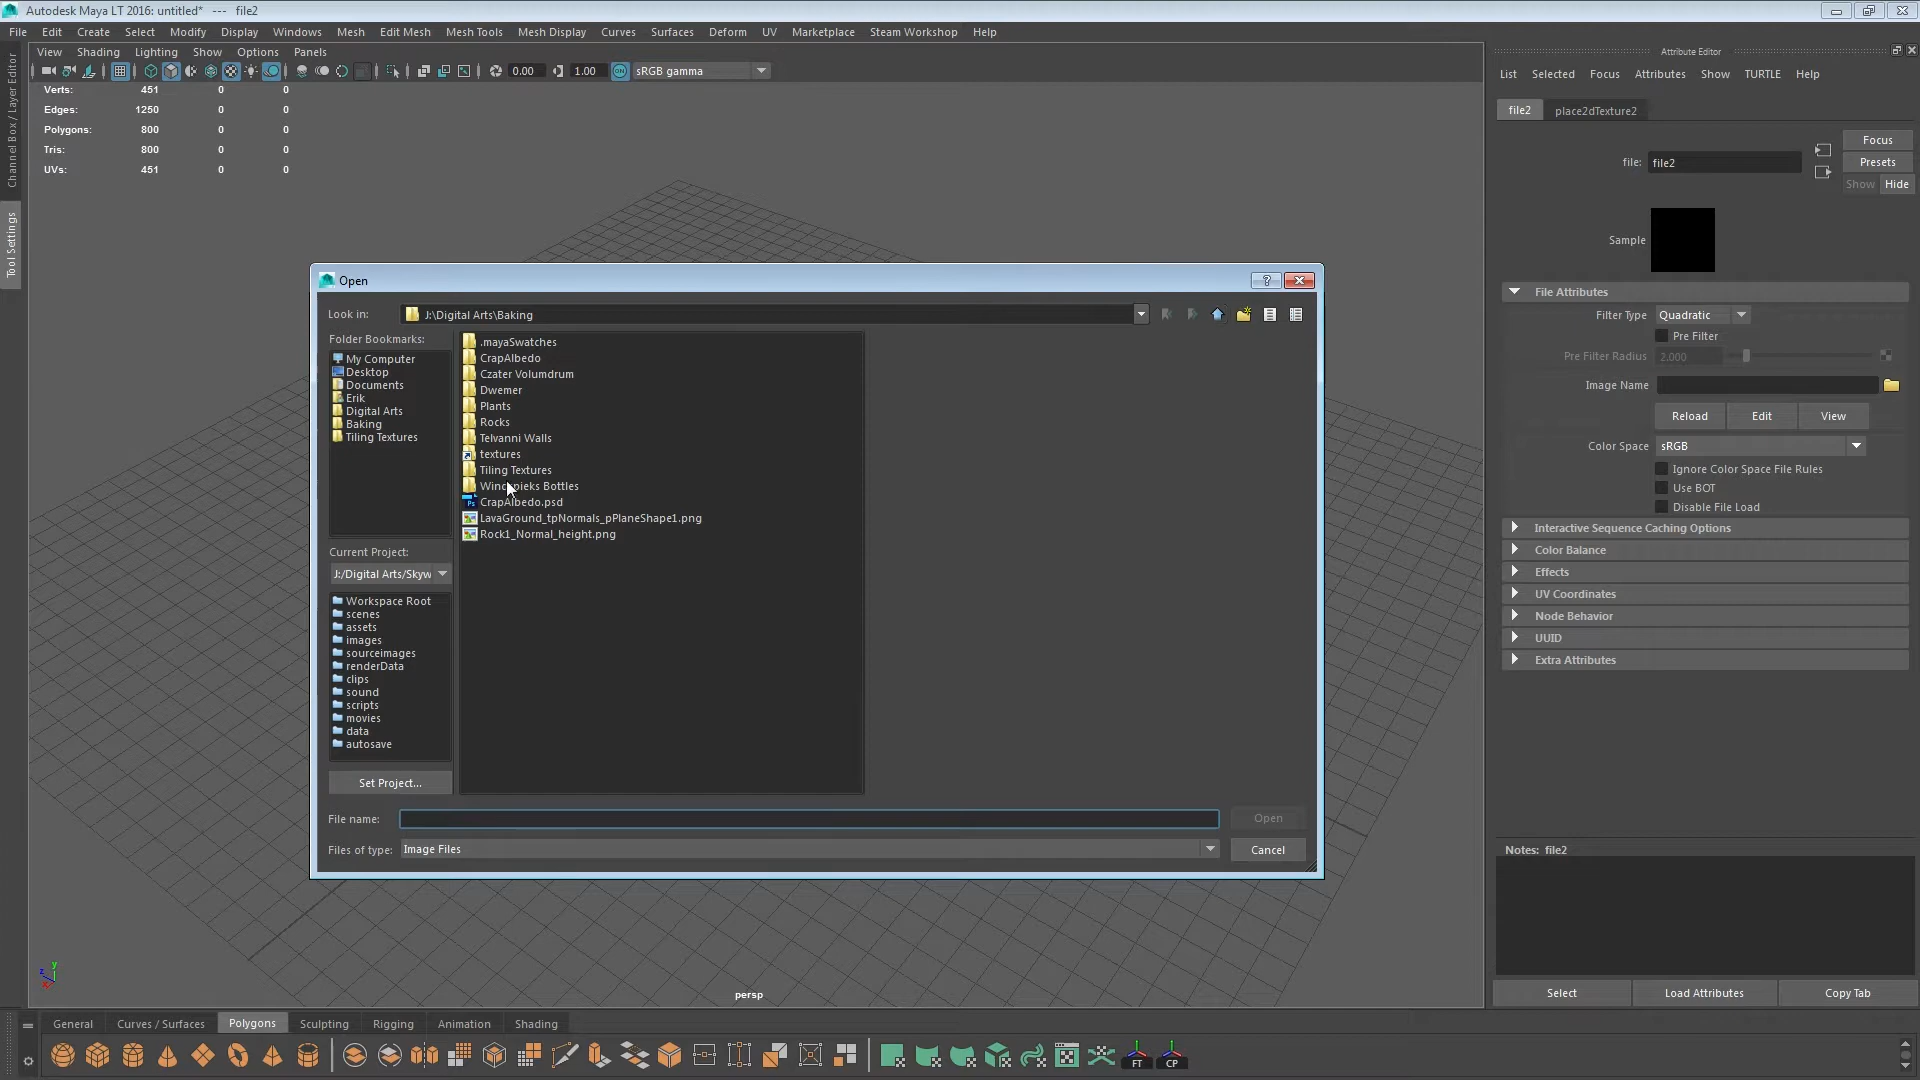 Autodesk Maya LT 2016: untitled* --- file2
File Edit Create Select Modify Display Windows Mesh Edit Mesh Mesh Tools Mesh Display Curves Surfaces Deform UV Marketplace Steam Workshop Help
View Shading Lighting Show Options Panels
0.00 1.00 ON sRGB gamma
Channel Box / Layer Editor
Tool Settings
Verts: 451 0 0
Edges: 1250 0 0
Polygons: 800 0 0
Tris: 800 0 0
UVs: 451 0 0
Open
Look in: J:\Digital Arts\Baking
Folder Bookmarks:
My Computer
Desktop
Documents
Erik
Digital Arts
Baking
Tiling Textures
.mayaSwatches
CrapAlbedo
Czater Volumdrum
Dwemer
Plants
Rocks
Telvanni Walls
textures
Tiling Textures
Bottles
CrapAlbedo.psd
LavaGround_tpNormals_pPlaneShape1.png
Rock1_Normal_height.png
Current Project:
J:/Digital Arts/Skyw
Workspace Root
scenes
assets
images
sourceimages
renderData
clips
sound
scripts
movies
data
autosave
Set Project...
File name:
Open
Files of type: Image Files
Cancel
persp
Attribute Editor
List Selected Focus Attributes Show TURTLE Help
file2 place2dTexture2
file: file2
Focus
Presets
Show Hide
Sample
File Attributes
Filter Type Quadratic
Pre Filter
Pre Filter Radius 2.000
Image Name
Reload Edit View
Color Space sRGB
Ignore Color Space File Rules
Use BOT
Disable File Load
Interactive Sequence Caching Options
Color Balance
Effects
UV Coordinates
Node Behavior
UUID
Extra Attributes
Notes: file2
Select Load Attributes Copy Tab
General Curves / Surfaces Polygons Sculpting Rigging Animation Shading
FT CP